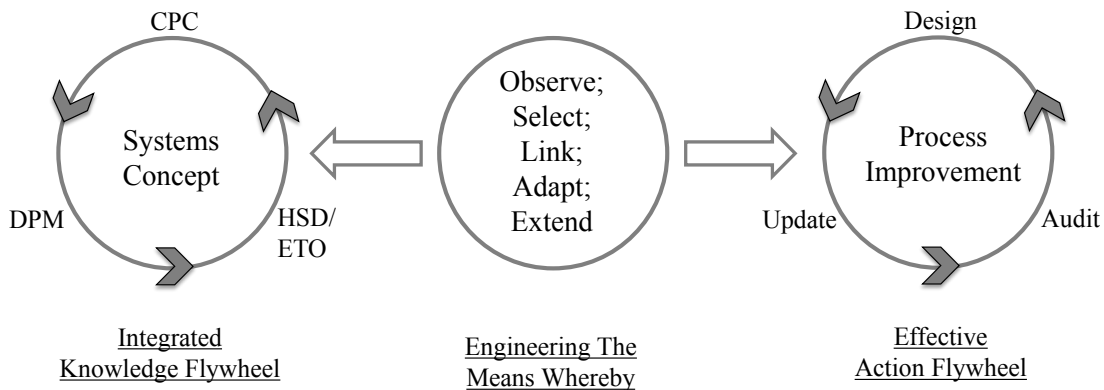 CPC
Systems
Concept
DPM
HSD/
ETO
Integrated
Knowledge Flywheel
Observe;
Select;
Link;
Adapt;
Extend
Engineering The
Means Whereby
Design
Process
Improvement
Update
Audit
Effective
Action Flywheel